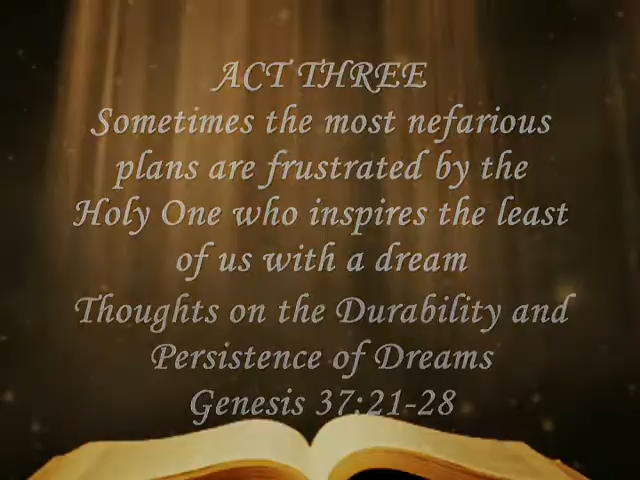 ACT THREE
Sometimes the most nefarious
plans are frustrated by the
Holy One who inspires the least
of us with a dream
Thoughts on the Durability and
Persistence of Dreams
Genesis 37:21-28